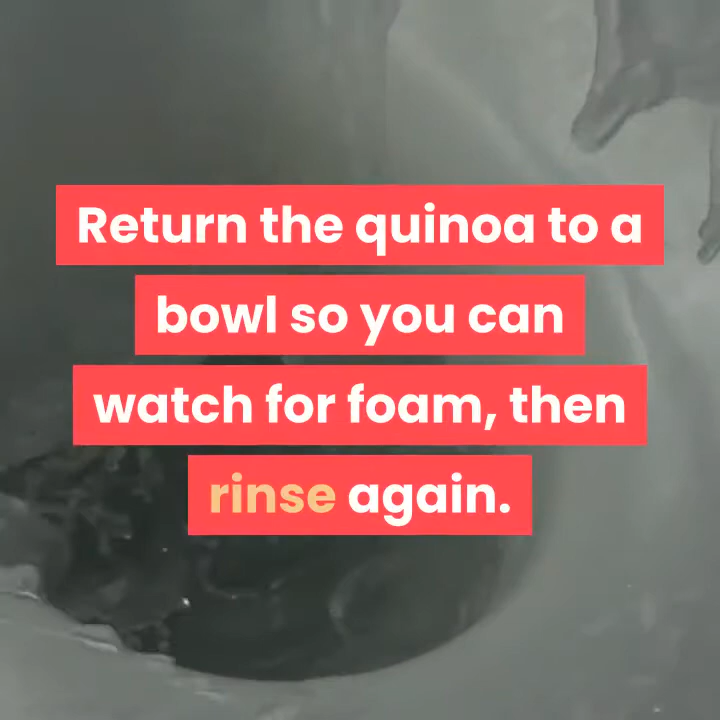 Return the quinoa to a
bowl so you can
watch for foam, then
rinse again.